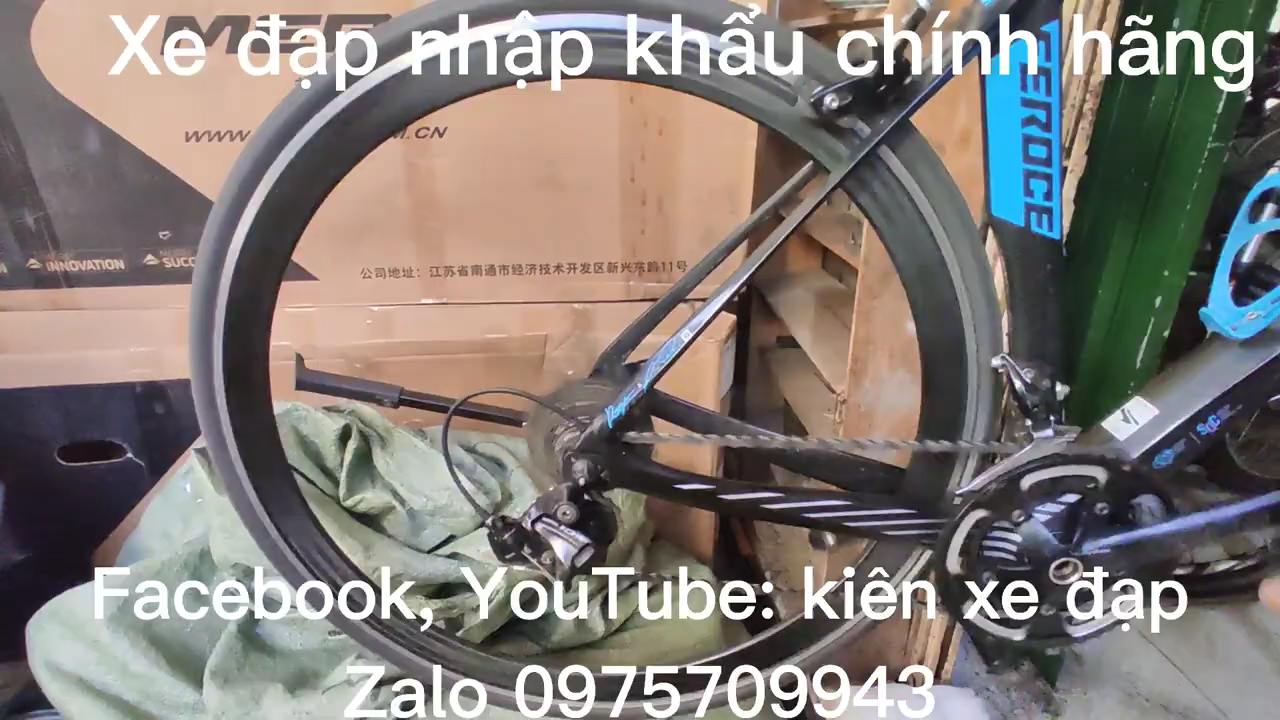 Xe đạp nhập khẩu chính hãng
FEROCE
INNOVATION
公司地址：江苏省南通市经济技术开发区新兴东路11号
Facebook, YouTube: kiên xe đạp
Zalo 0975709943